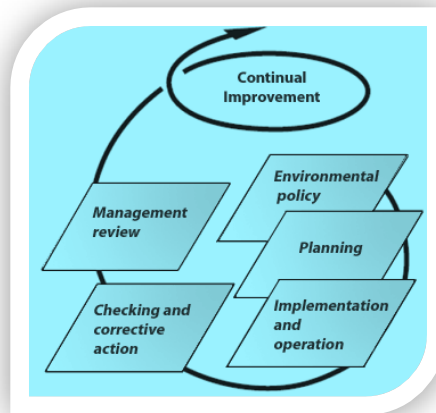 Continual
Improvement
Environmental
policy
Management
review
Planning
Checking and
corrective
action
Implementation
and
operation